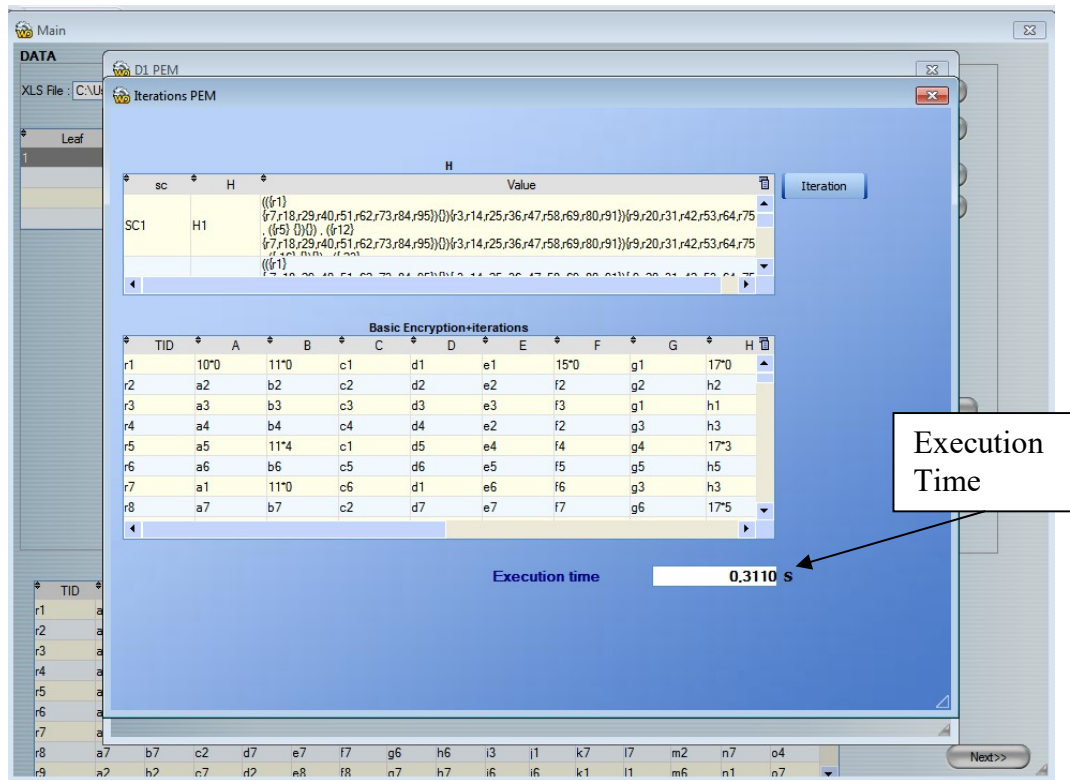 Main
DATA
D1 PEM
XLS File : C:\U
Iterations PEM
Leaf
1
H
sc H Value
Iteration
(({r1}
{r7,r18,r29,r40,r51,r62,r73,r84,r95}){}){r3,r14,r25,r36,r47,r58,r69,r80,r91}){r9,r20,r31,r42,r53,r64,r75
SC1 H1
, ({r5} {}){}) , ({r12}
{r7,r18,r29,r40,r51,r62,r73,r84,r95}){}){r3,r14,r25,r36,r47,r58,r69,r80,r91}){r9,r20,r31,r42,r53,r64,r75
(({r1}
Basic Encryption+iterations
TID A B C D E F G H
r1 10*0 11*0 c1 d1 e1 15*0 g1 17*0
r2 a2 b2 c2 d2 e2 f2 g2 h2
r3 a3 b3 c3 d3 e3 f3 g1 h1
r4 a4 b4 c4 d4 e2 f2 g3 h3
r5 a5 11*4 c1 d5 e4 f4 g4 17*3
r6 a6 b6 c5 d6 e5 f5 g5 h5
r7 a1 11*0 c6 d1 e6 f6 g3 h3
r8 a7 b7 c2 d7 e7 f7 g6 17*5
Execution
Time
Execution time 0,3110 s
TID
r1 a
r2 a
r3 a
r4 a
r5 a
r6 a
r7 a
r8 a7 b7 c2 d7 e7 f7 g6 h6 i3 j1 k7 l7 m2 n7 o4
Next>>
r9 a2 b2 c7 d2 e8 f8 g7 h7 i6 j6 k1 l1 m6 n1 o7